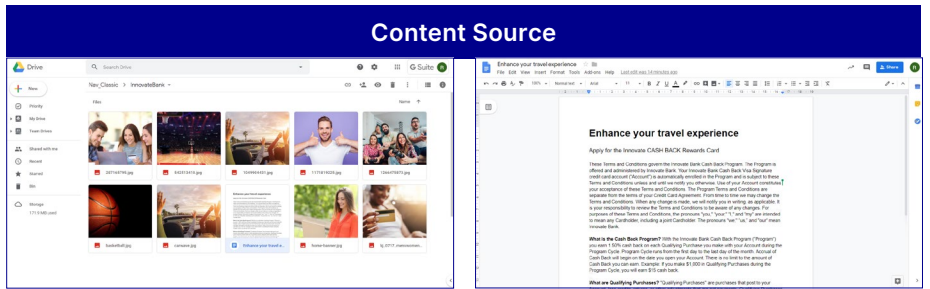 Content Source
Drive
Search Drive
G Suite
New
Nav_Classic > InnovateBank
Priority
My Drive
Team Drives
Shared with me
Recent
Starred
Bin
Storage
Files
Name
basketball.jpg
Enhance your travel e...
Enhance your travel experience
File Edit View Insert Format Tools Add-ons Help Last edit was 14 minutes ago
Share
100%
Normal text
Arial
Enhance your travel experience
Apply for the Innovate CASH BACK Rewards Card
These Terms and Conditions govern the Innovate Bank Cash Back Program. The Program is
offered and administered by Innovate Bank. Your Innovate Bank Cash Back Visa Signature
credit card account ("Account") is automatically enrolled in the Program and is subject to these
Terms and Conditions unless and until we notify you otherwise. Use of your Account constitutes
your acceptance of these Terms and Conditions. The Program Terms and Conditions are
separate from the terms of your Credit Card Agreement. From time to time we may change the
Terms and Conditions. When any change is made, we will notify you in writing, as applicable. It
is your responsibility to review the Terms and Conditions to be aware of any changes. For
purposes of these Terms and Conditions, the pronouns "you," "your," "I", and "my" are intended
to mean any Cardholder, including a joint Cardholder. The pronouns "we," "us," and "our" mean
Innovate Bank.
What is the Cash Back Program? With the Innovate Bank Cash Back Program ("Program")
you earn 1.50% cash back on each Qualifying Purchase you make with your Account during the
Program Cycle. Program Cycle runs from the first day to the last day of the month. Accrual of
Cash Back will begin on the date you open your Account. There is no limit to the amount of
Cash Back you can earn. Example: if you make $1,000 in Qualifying Purchases during the
Program Cycle, you will earn $15 cash back.
What are Qualifying Purchases? "Qualifying Purchases" are purchases that post to your